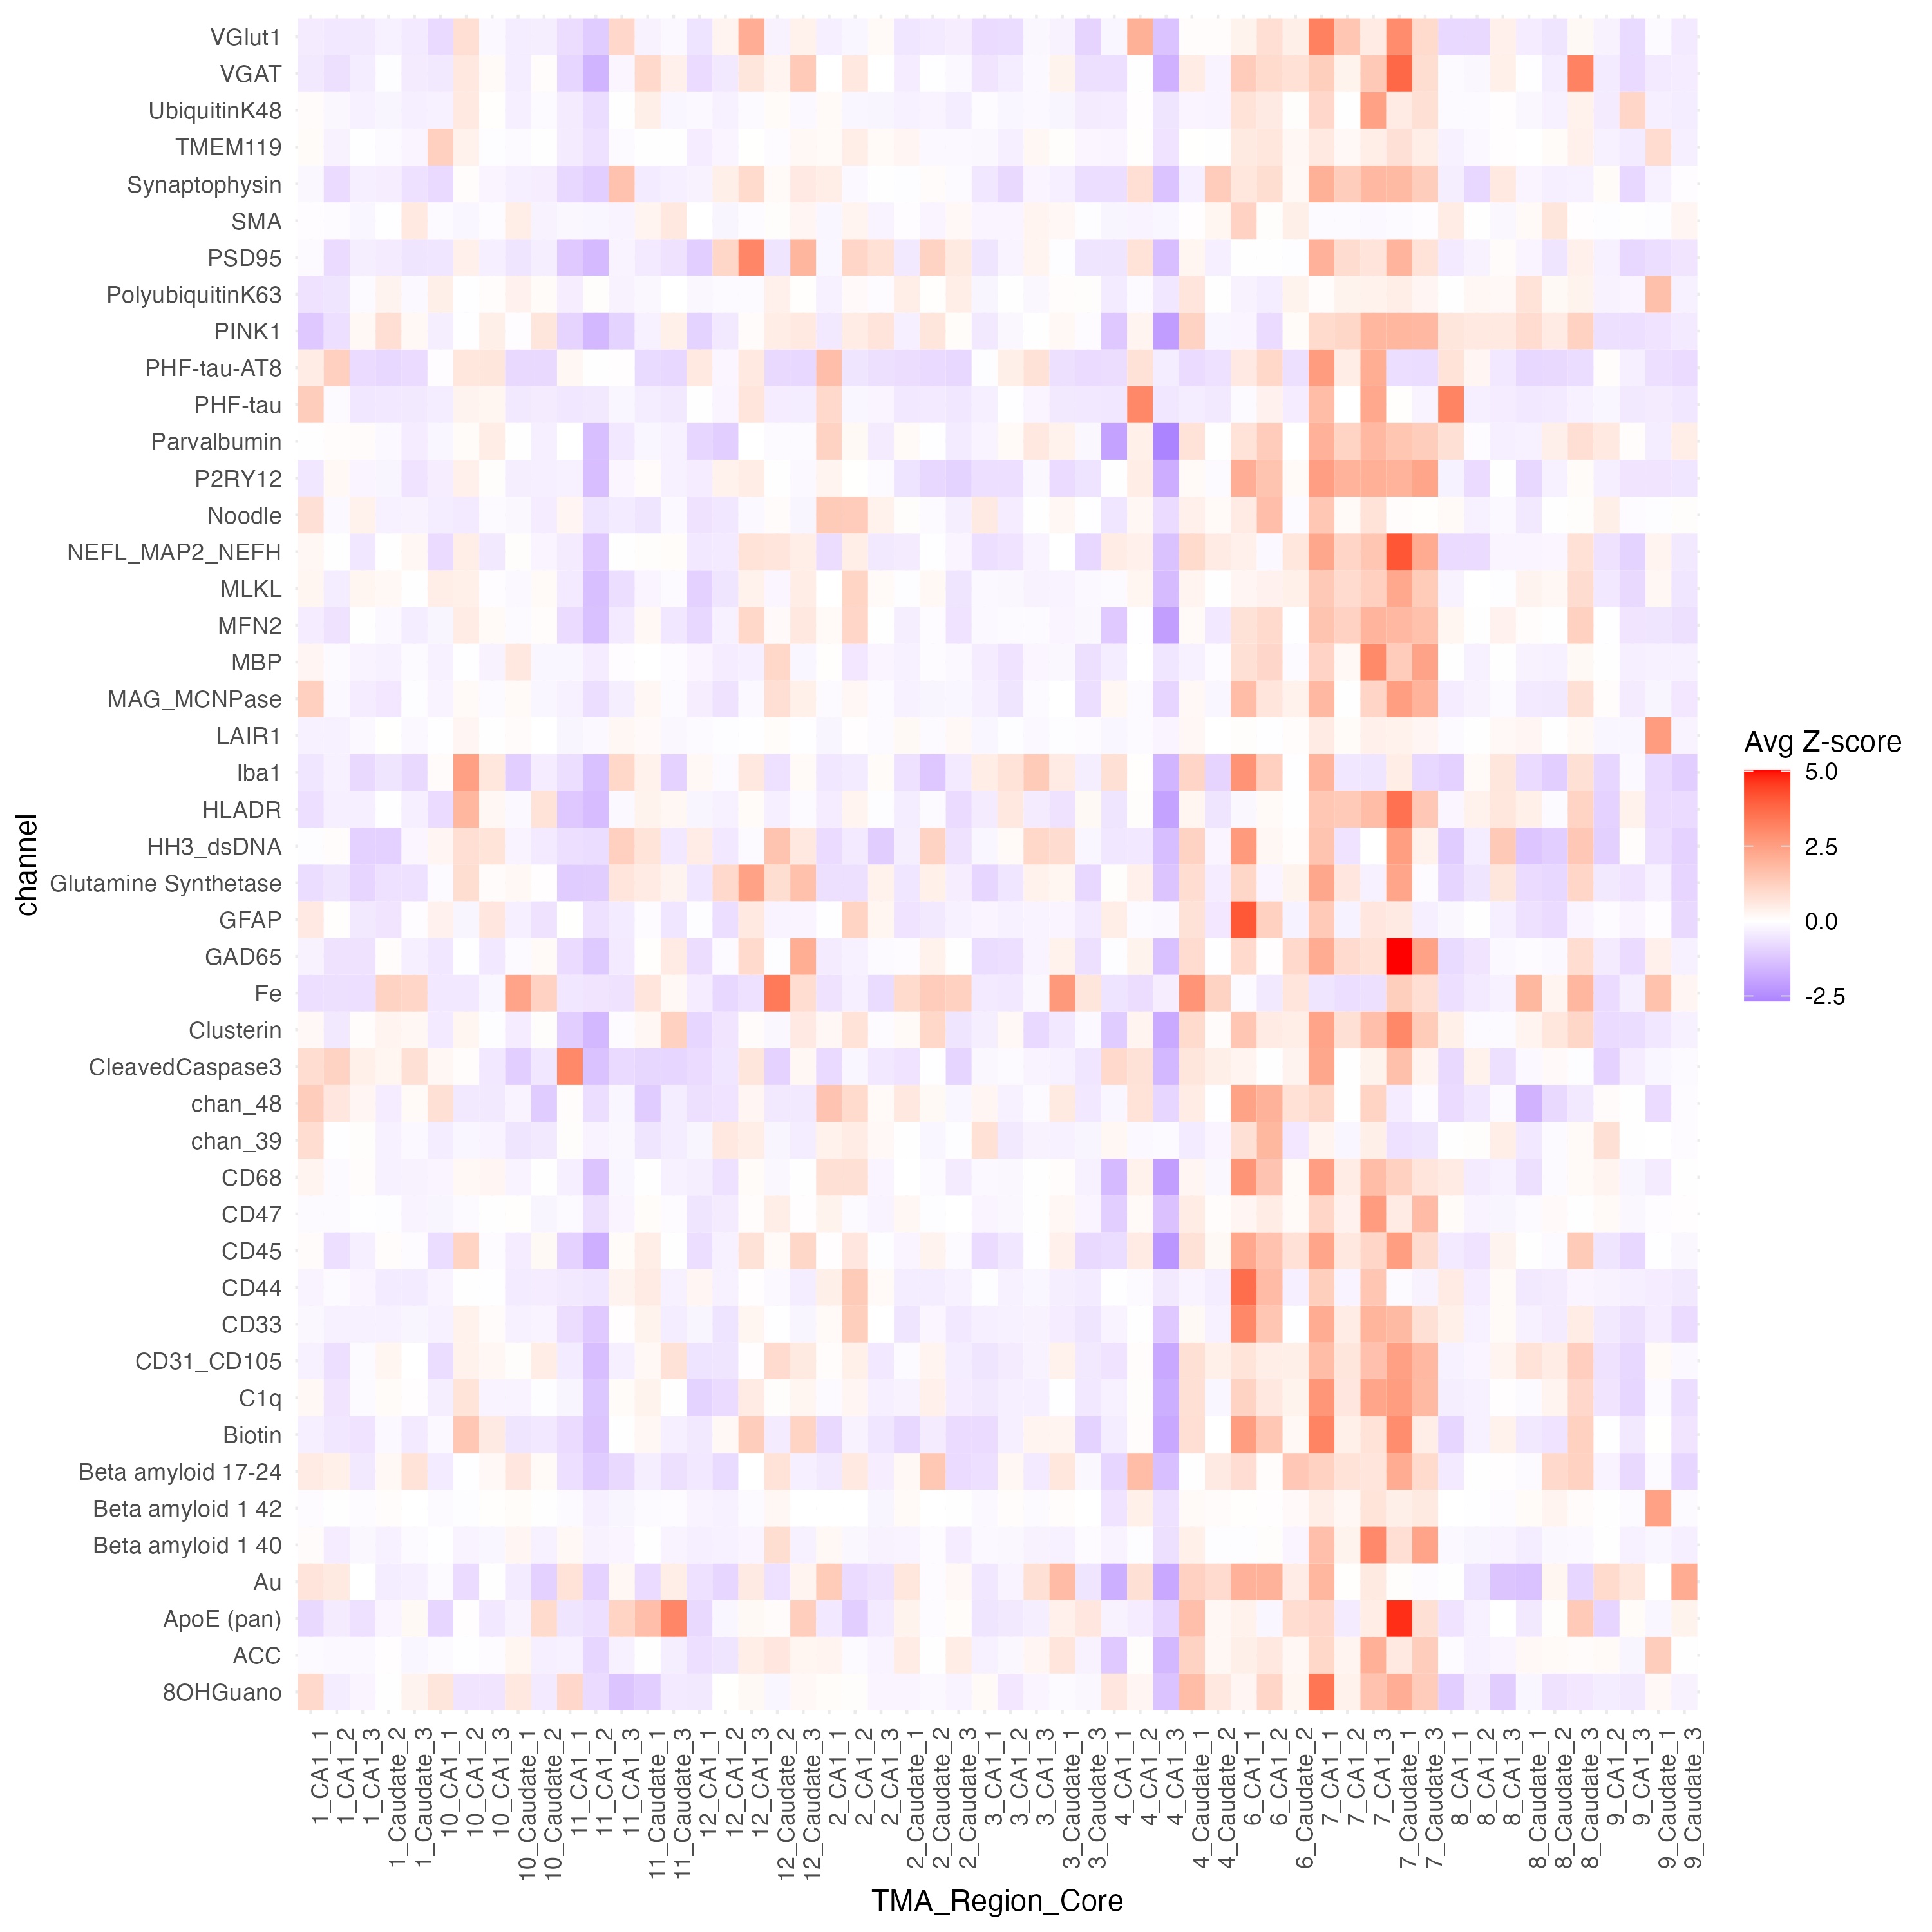 VGlut1
VGAT
UbiquitinK48
TMEM119
Synaptophysin
SMA
PSD95
PolyubiquitinK63
PINK1
PHF-tau-AT8
PHF-tau
Parvalbumin
P2RY12
Noodle
NEFL_MAP2_NEFH
MLKL
MFN2
MBP
MAG_MCNPase
LAIR1
Iba1
HLADR
HH3_dsDNA
Glutamine Synthetase
GFAP
GAD65
Fe
Clusterin
CleavedCaspase3
chan_48
chan_39
CD68
CD47
CD45
CD44
CD33
CD31_CD105
C1q
Biotin
Beta amyloid 17-24
Beta amyloid 1 42
Beta amyloid 1 40
Au
ApoE (pan)
ACC
8OHGuano
channel
1_CA1_1
1_CA1_2
1_CA1_3
1_Caudate_2
1_Caudate_3
10_CA1_1
10_CA1_2
10_CA1_3
10_Caudate_1
10_Caudate_2
11_CA1_1
11_CA1_2
11_CA1_3
11_Caudate_1
11_Caudate_3
12_CA1_1
12_CA1_2
12_CA1_3
12_Caudate_2
12_Caudate_3
2_CA1_1
2_CA1_2
2_CA1_3
2_Caudate_1
2_Caudate_2
2_Caudate_3
3_CA1_1
3_CA1_2
3_CA1_3
3_Caudate_1
3_Caudate_3
4_CA1_1
4_CA1_2
4_CA1_3
4_Caudate_1
4_Caudate_2
6_CA1_1
6_CA1_2
6_Caudate_2
7_CA1_1
7_CA1_2
7_CA1_3
7_Caudate_1
7_Caudate_3
8_CA1_1
8_CA1_2
8_CA1_3
8_Caudate_1
8_Caudate_2
8_Caudate_3
9_CA1_2
9_CA1_3
9_Caudate_1
9_Caudate_3
TMA_Region_Core
Avg Z-score
5.0
2.5
0.0
-2.5